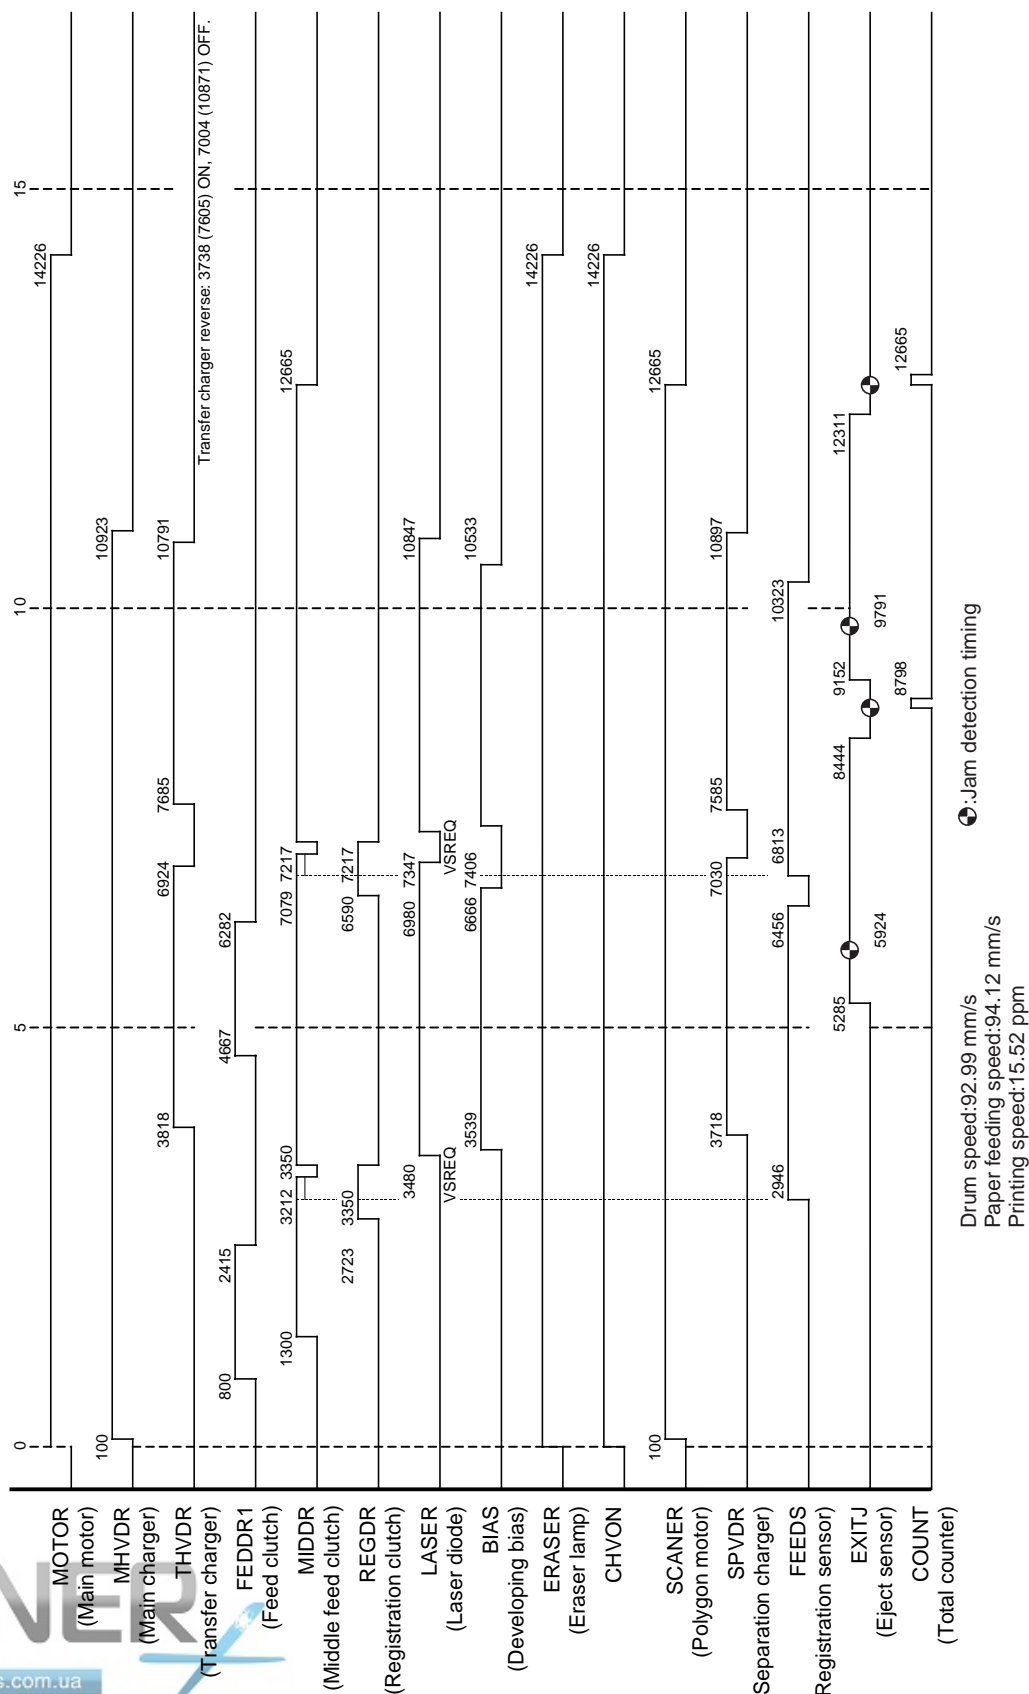 0 5 10 15
MOTOR
(Main motor)
14226
MHVDR
(Main charger)
100 10923
THVDR
(Transfer charger)
3818 6924 7685 10791
Transfer charger reverse: 3738 (7605) ON, 7004 (10871) OFF.
FEDDR1
(Feed clutch)
800 2415 4667 6282
MIDDR
(Middle feed clutch)
1300 3212 3350 7079 7217 12665
REGDR
(Registration clutch)
2723 3350 6590 7217
LASER
(Laser diode)
3480 6980 7347 10847
VSREQ VSREQ
BIAS
(Developing bias)
3539 6666 7406 10533
ERASER
(Eraser lamp)
14226
CHVON
14226
SCANER
(Polygon motor)
100 12665
SPVDR
Separation charger)
3718 7030 7585 10897
FEEDS
Registration sensor)
2946 6456 6813 10323
EXITJ
(Eject sensor)
5285 8444 9152 12311
5924 9791
COUNT
(Total counter)
8798 12665
:Jam detection timing
Drum speed:92.99 mm/s
Paper feeding speed:94.12 mm/s
Printing speed:15.52 ppm
NER
s.com.ua